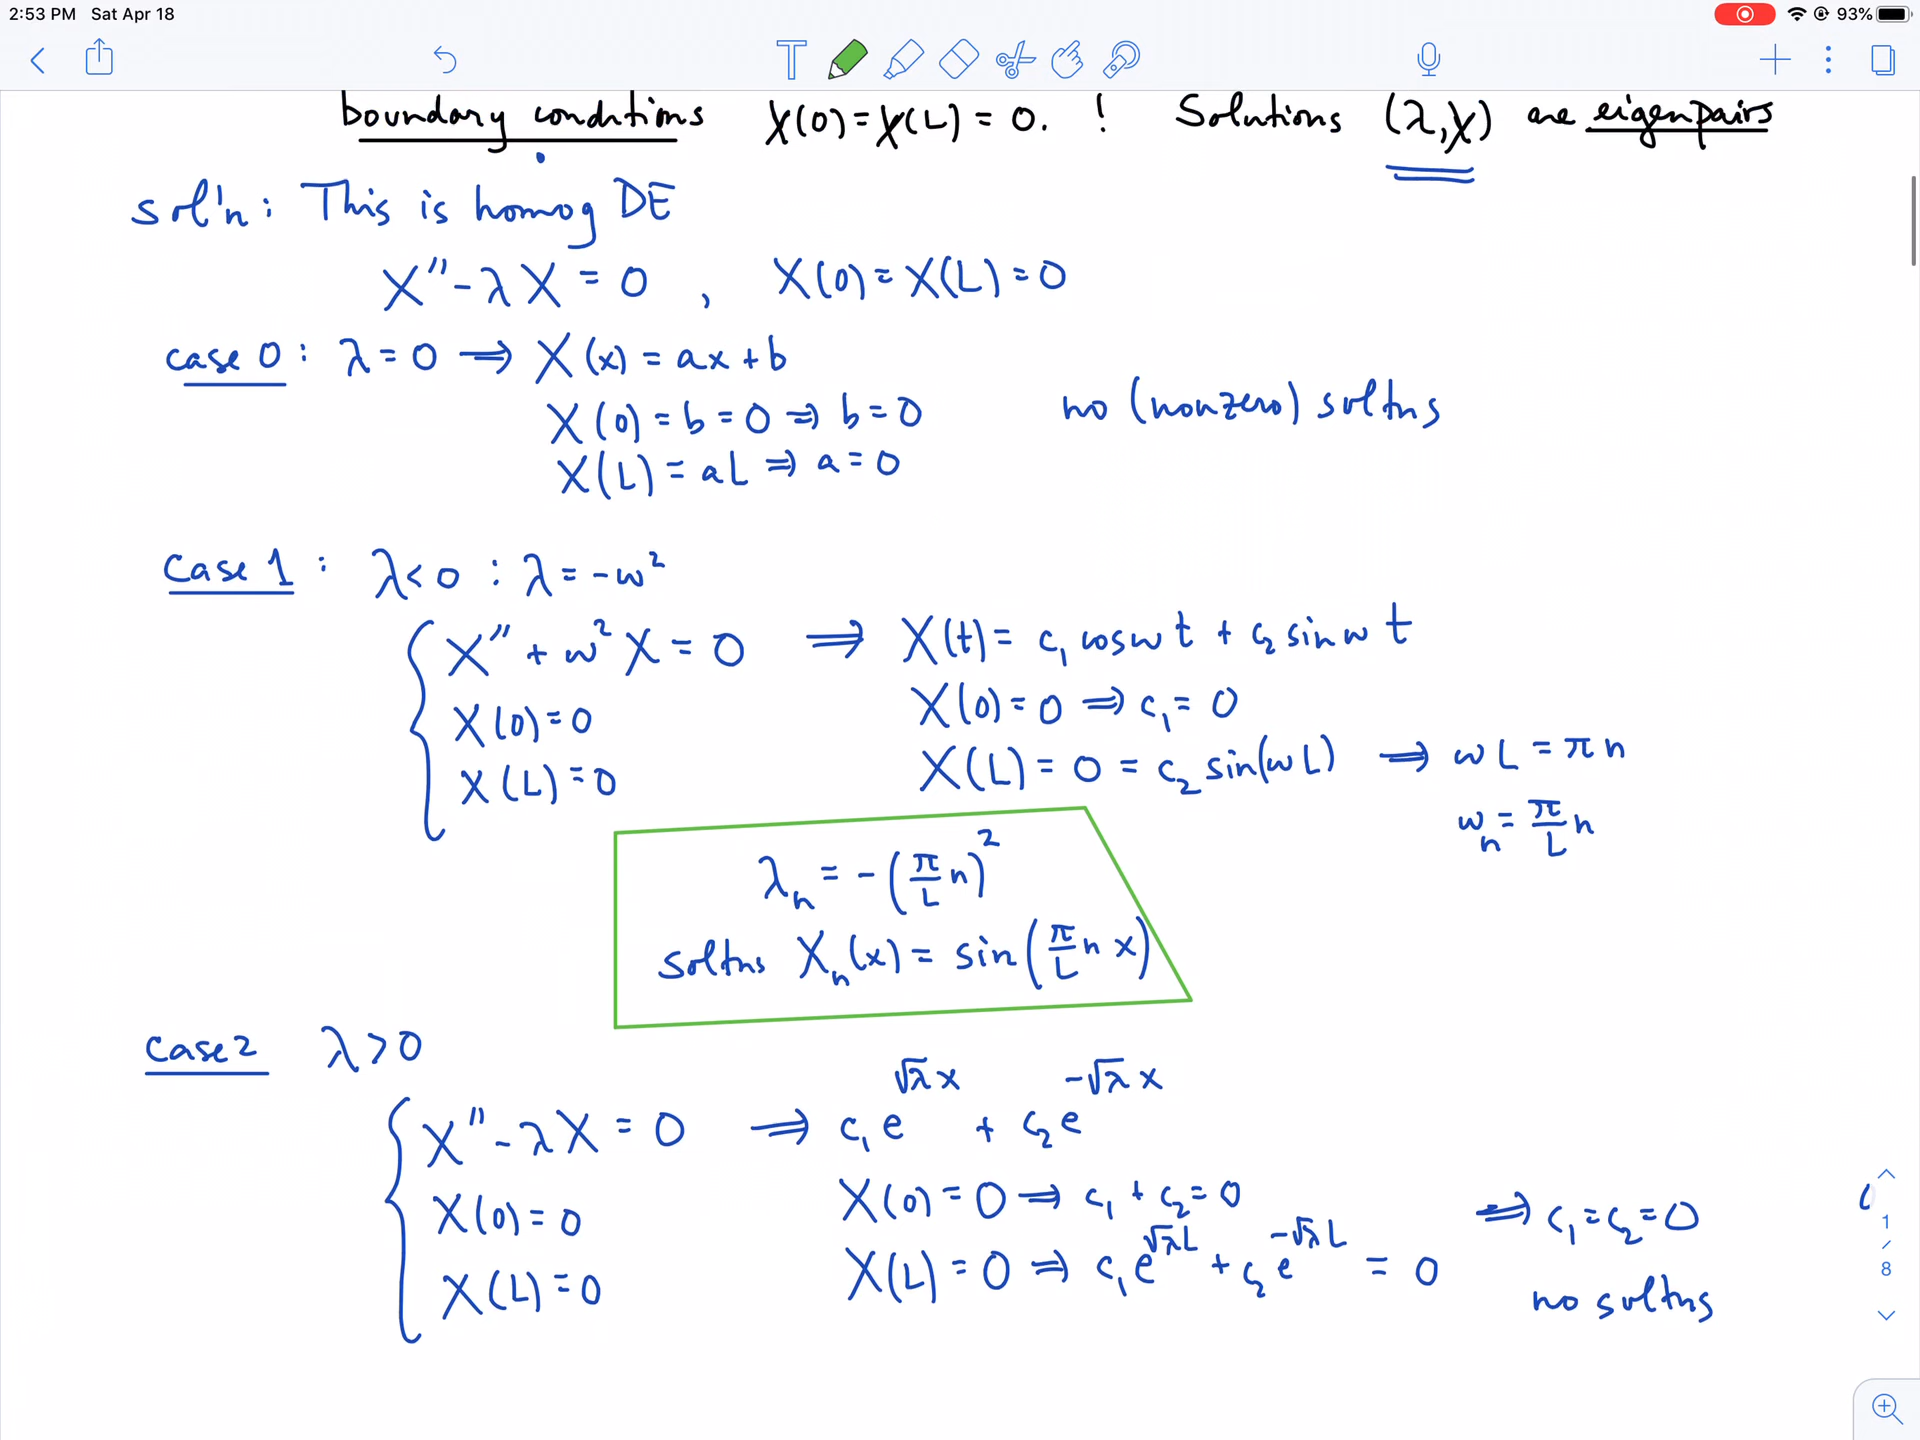 2:53 PM Sat Apr 18 93%
boundary conditions X(0)=X(L)=0. ! Solutions (λ,X) are eigenpairs
sol'n: This is homog DE
X''-λX=0 , X(0)=X(L)=0
case 0: λ=0 ⟹ X(x)=ax+b
X(0)=b=0 ⇒ b=0 no (nonzero) soltns
X(L)=aL ⇒ a=0
Case 1: λ<0 : λ=-w²
X''+w²X=0 ⟹ X(t)= c₁ cos w t + c₂ sin w t
X(0)=0 X(0)=0 ⟹ c₁=0
X(L)=0 X(L)=0=c₂ sin(wL) ⟹ wL=πn
wₙ=π/L n
λₙ=-(π/L n)²
soltns Xₙ(x)=sin(π/L n x)
Case 2 λ>0
X''-λX=0 ⟹ c₁e^{√λx} + c₂e^{-√λx}
X(0)=0 X(0)=0 ⟹ c₁+c₂=0 ⟹ c₁=c₂=0
X(L)=0 X(L)=0 ⟹ c₁e^{√λL}+c₂e^{-√λL}=0 no soltns
1
/
8